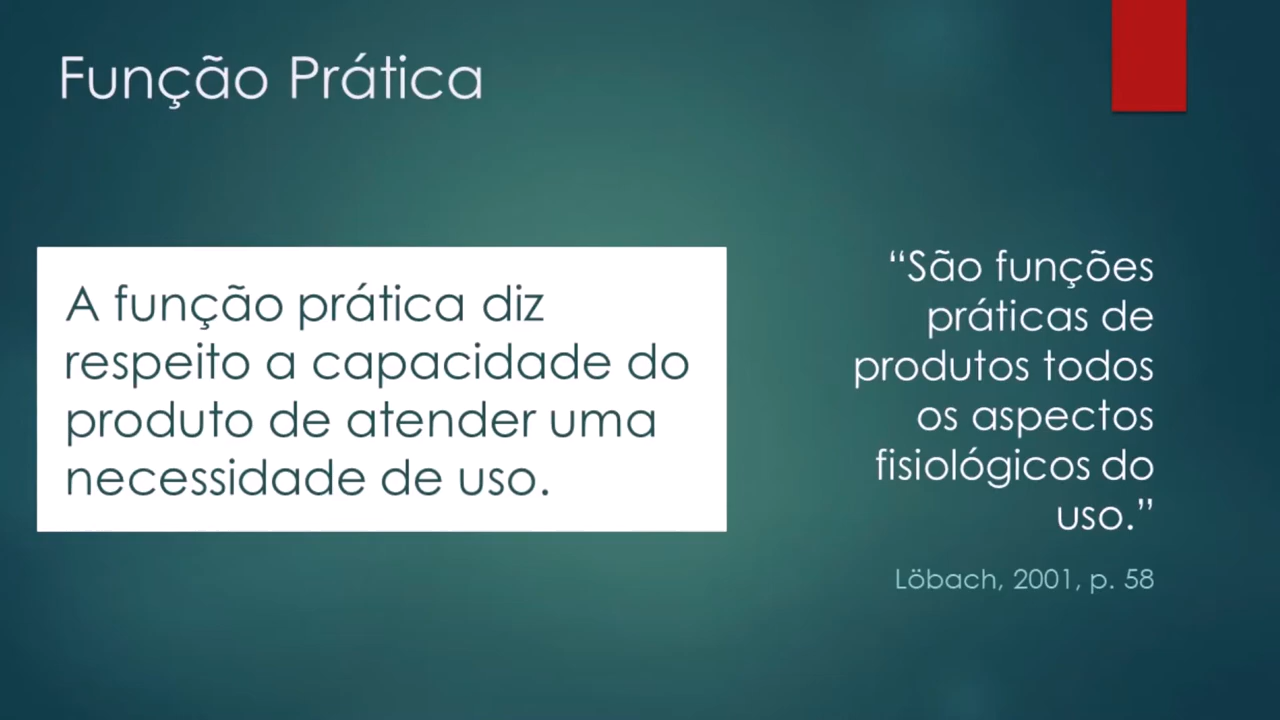 Função Prática
A função prática diz
respeito a capacidade do
produto de atender uma
necessidade de uso.
“São funções
práticas de
produtos todos
os aspectos
fisiológicos do
uso.”
Löbach, 2001, p. 58